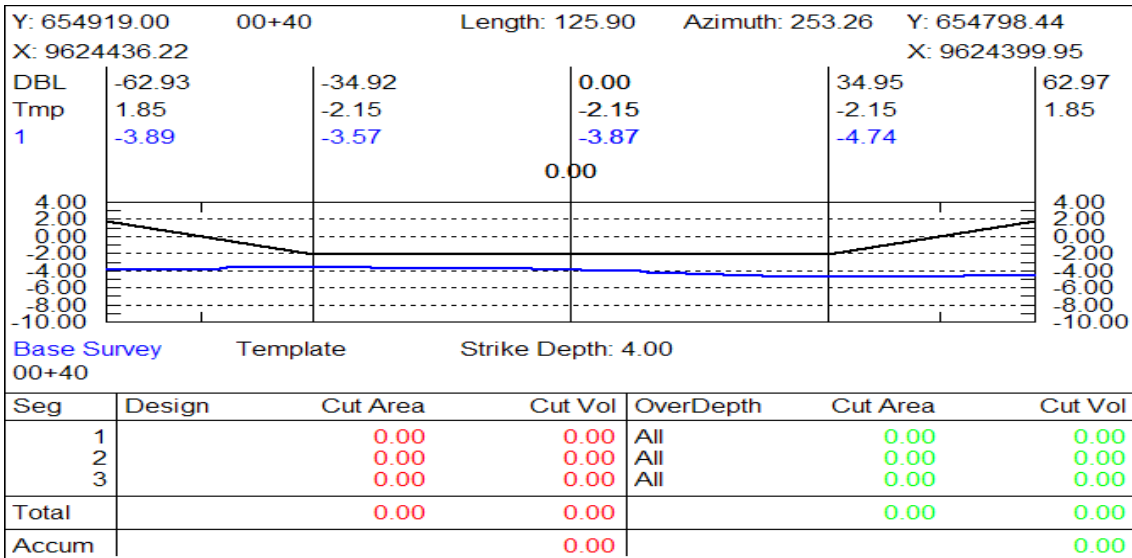 Y: 654919.00 00+40 Length: 125.90 Azimuth: 253.26 Y: 654798.44
X: 9624436.22 X: 9624399.95
DBL -62.93 -34.92 0.00 34.95 62.97
Tmp 1.85 -2.15 -2.15 -2.15 1.85
1 -3.89 -3.57 -3.87 -4.74
0.00
4.00 4.00
2.00 2.00
0.00 0.00
-2.00 -2.00
-4.00 -4.00
-6.00 -6.00
-8.00 -8.00
-10.00 -10.00
Base Survey Template Strike Depth: 4.00
00+40
Seg Design Cut Area Cut Vol OverDepth Cut Area Cut Vol
1 0.00 0.00 All 0.00 0.00
2 0.00 0.00 All 0.00 0.00
3 0.00 0.00 All 0.00 0.00
Total 0.00 0.00 0.00 0.00
Accum 0.00 0.00